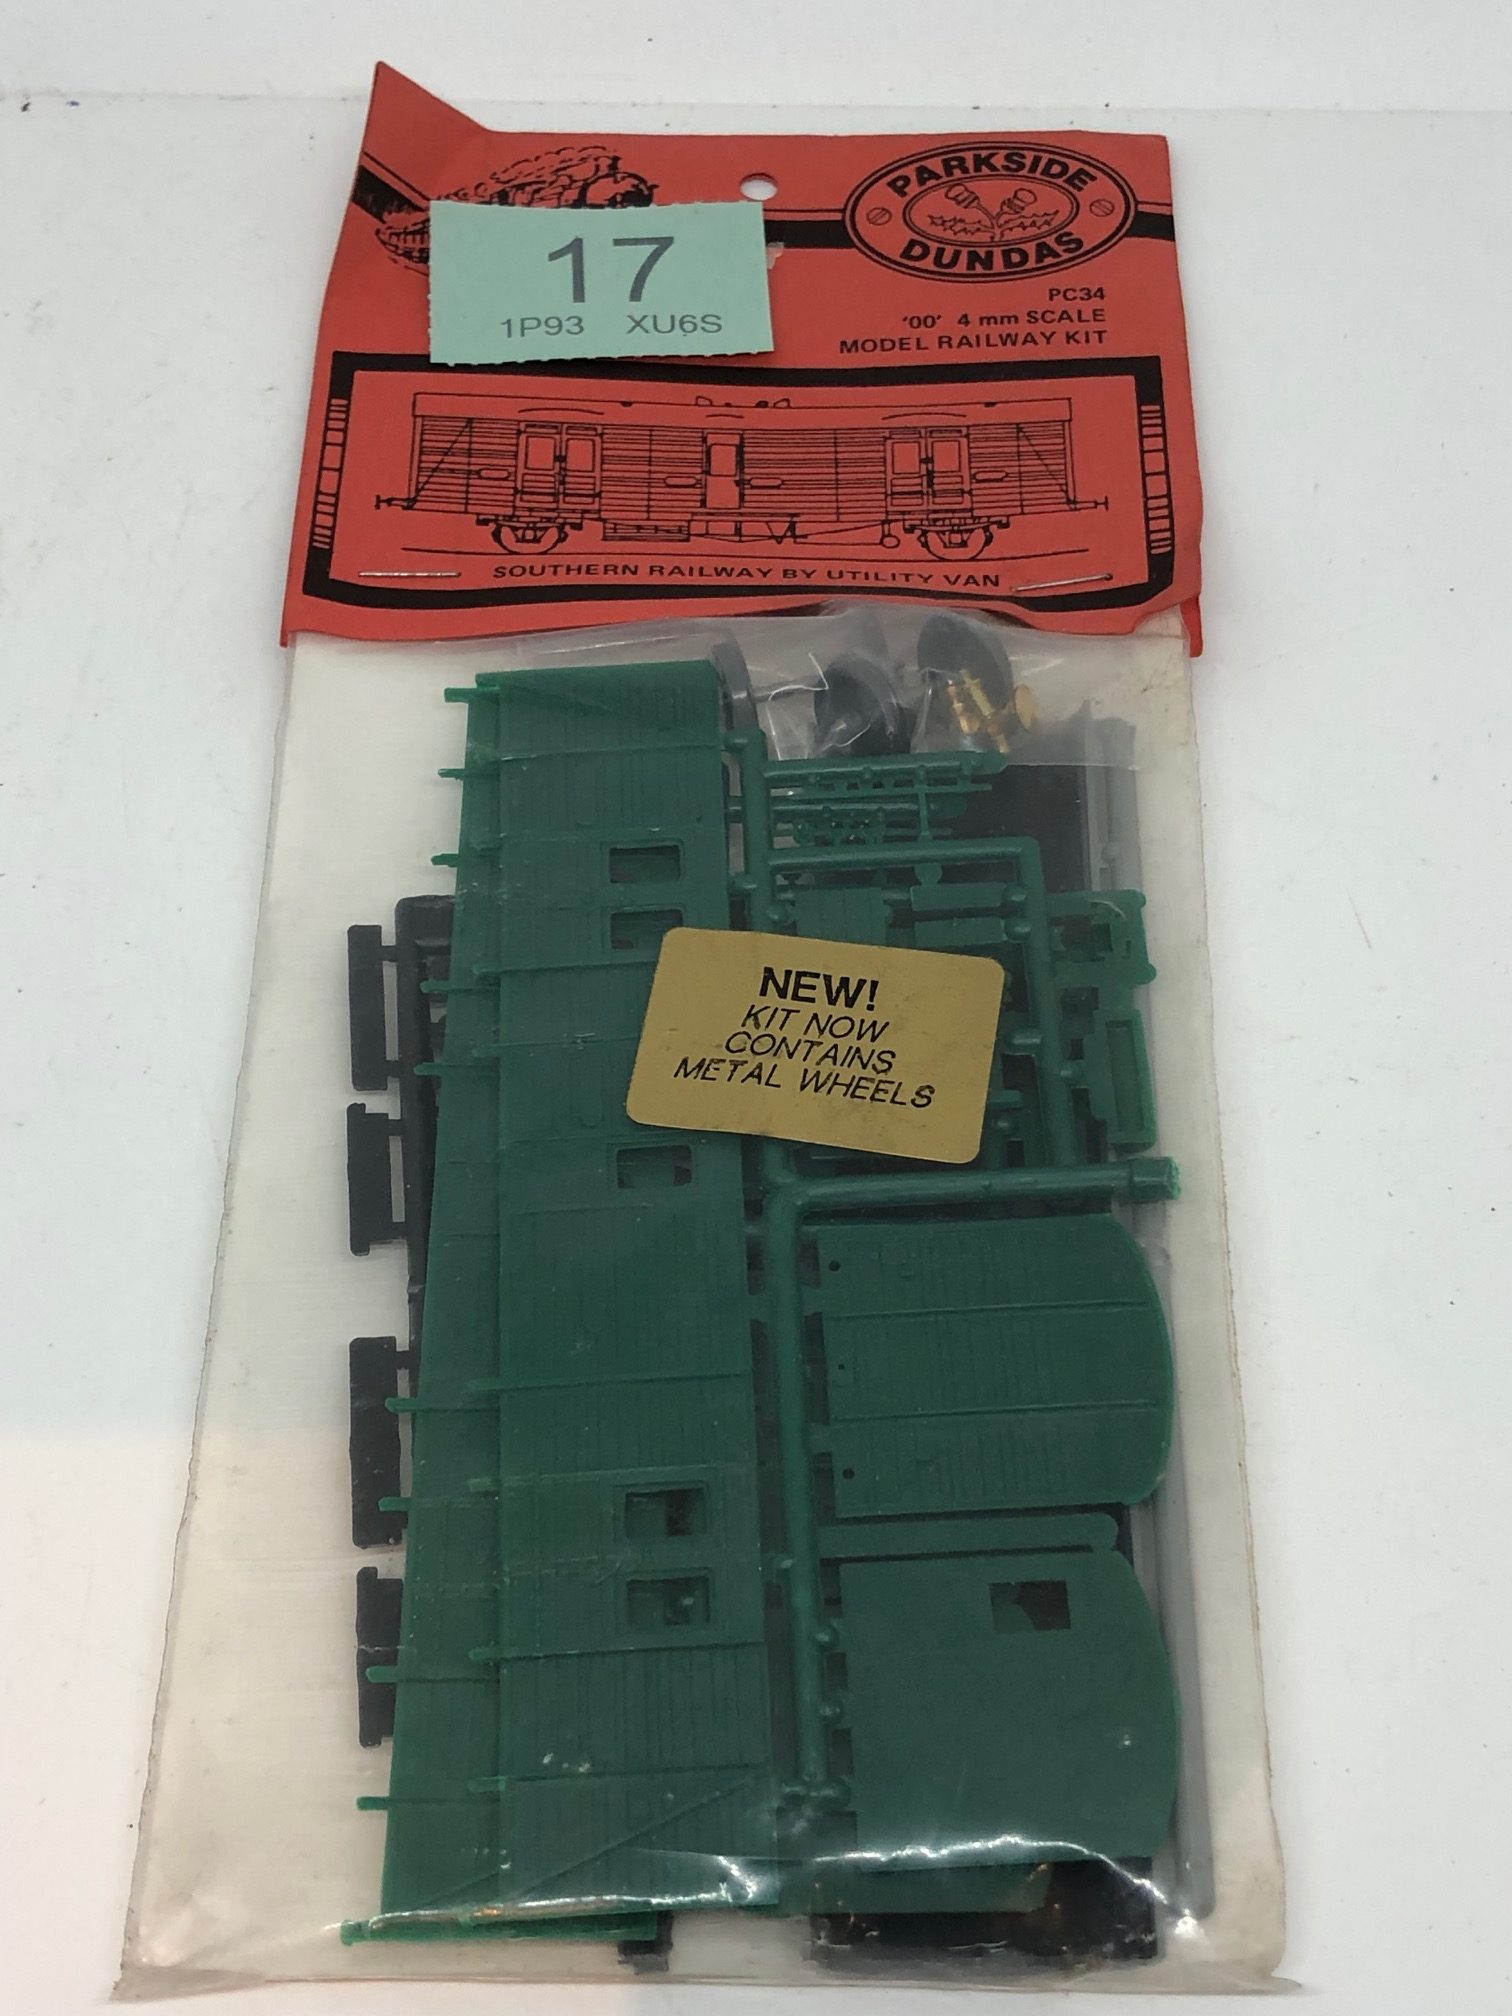 PARKSIDE
DUNDAS
17
1P93 XU6S
PC34
'00' 4 mm SCALE
MODEL RAILWAY KIT
SOUTHERN RAILWAY BY UTILITY VAN
NEW!
KIT NOW
CONTAINS
METAL WHEELS